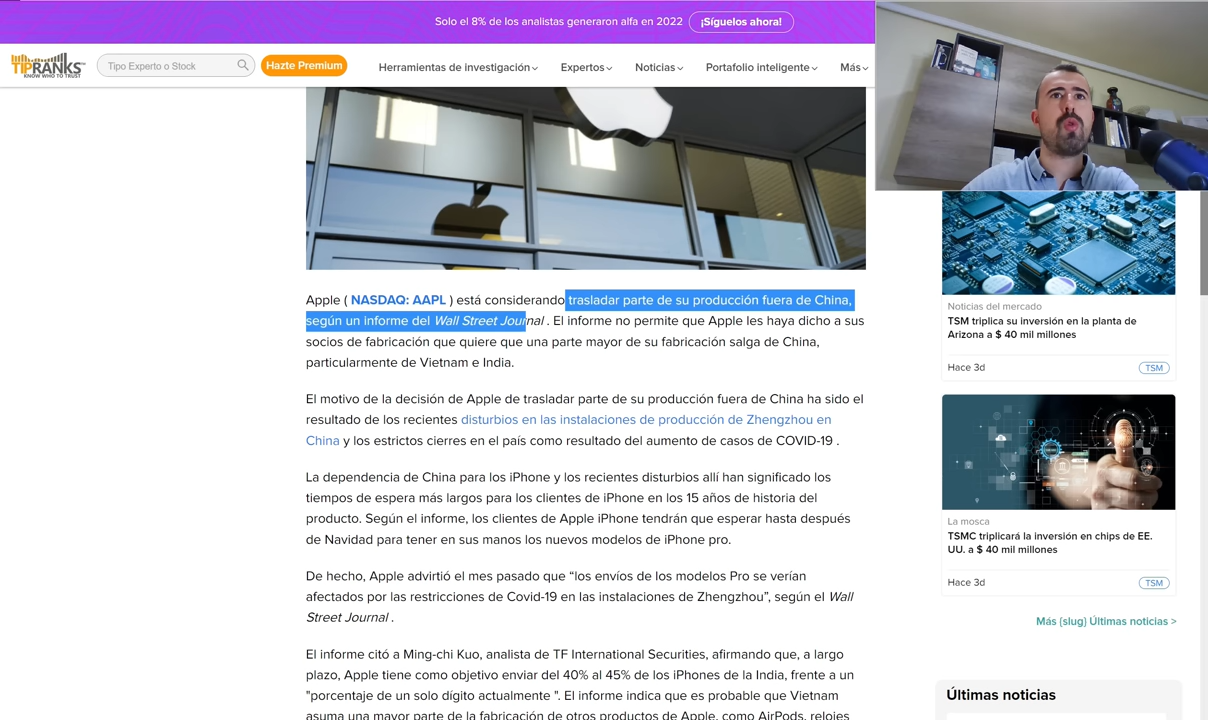 Solo el 8% de los analistas generaron alfa en 2022 ¡Síguelos ahora!
TIPRANKS
KNOW WHO TO TRUST
Tipo Experto o Stock
Hazte Premium
Herramientas de investigación
Expertos
Noticias
Portafolio inteligente
Más
Apple ( NASDAQ: AAPL ) está considerando trasladar parte de su producción fuera de China,
según un informe del Wall Street Journal . El informe no permite que Apple les haya dicho a sus
socios de fabricación que quiere que una parte mayor de su fabricación salga de China,
particularmente de Vietnam e India.
El motivo de la decisión de Apple de trasladar parte de su producción fuera de China ha sido el
resultado de los recientes disturbios en las instalaciones de producción de Zhengzhou en
China y los estrictos cierres en el país como resultado del aumento de casos de COVID-19 .
La dependencia de China para los iPhone y los recientes disturbios allí han significado los
tiempos de espera más largos para los clientes de iPhone en los 15 años de historia del
producto. Según el informe, los clientes de Apple iPhone tendrán que esperar hasta después
de Navidad para tener en sus manos los nuevos modelos de iPhone pro.
De hecho, Apple advirtió el mes pasado que “los envíos de los modelos Pro se verían
afectados por las restricciones de Covid-19 en las instalaciones de Zhengzhou”, según el Wall
Street Journal .
El informe citó a Ming-chi Kuo, analista de TF International Securities, afirmando que, a largo
plazo, Apple tiene como objetivo enviar del 40% al 45% de los iPhones de la India, frente a un
"porcentaje de un solo dígito actualmente ". El informe indica que es probable que Vietnam
asuma una mayor parte de la fabricación de otros productos de Apple, como AirPods, relojes
Noticias del mercado
TSM triplica su inversión en la planta de
Arizona a $ 40 mil millones
Hace 3d
TSM
La mosca
TSMC triplicará la inversión en chips de EE.
UU. a $ 40 mil millones
Hace 3d
TSM
Más [slug] Últimas noticias >
Últimas noticias